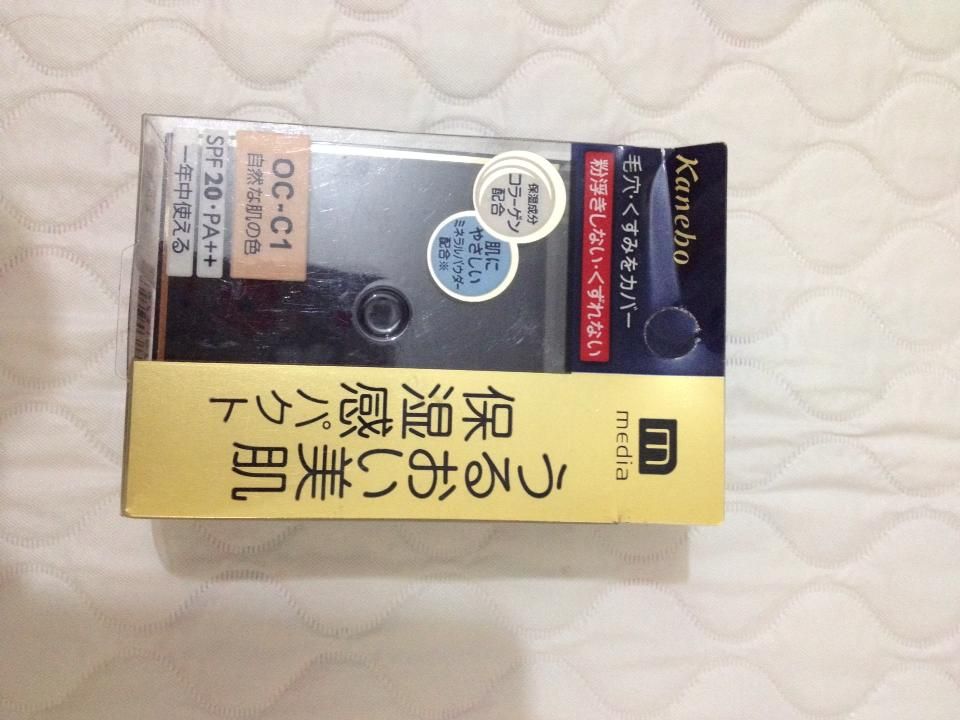 Kanebo
毛穴・くすみをカバー
粉浮きしない・くずれない
保湿成分
コラーゲン
配合
肌に
やさしい
ミネラルパウダー
配合※
OC-C1
自然な肌の色
SPF20・PA++
一年中使える
media
うるおい美肌
保湿感パクト